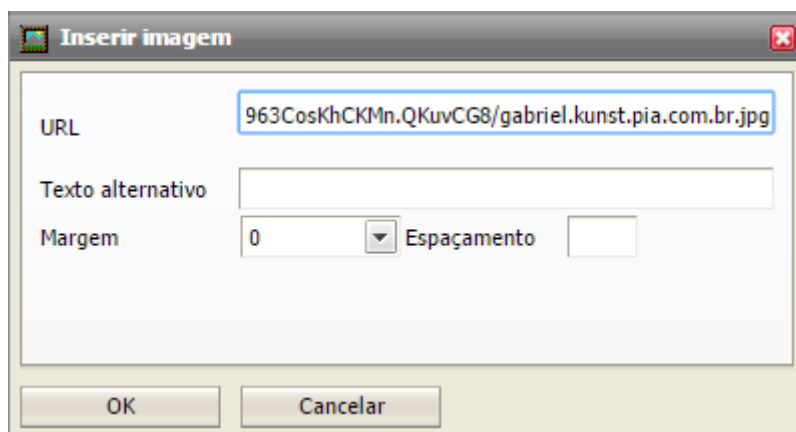 Inserir imagem
URL 963CosKhCKMn.QKuvCG8/gabriel.kunst.pia.com.br.jpg
Texto alternativo
Margem 0 Espaçamento
OK Cancelar